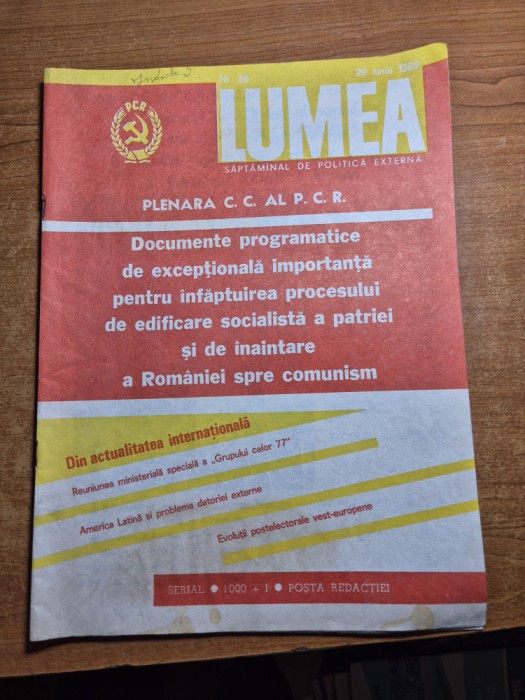 Nr. 26
29 iunie 1989
PCR
LUMEA
SĂPTĂMÎNAL DE POLITICĂ EXTERNĂ
PLENARA C. C. AL P. C. R.
Documente programatice
de excepțională importanță
pentru înfăptuirea procesului
de edificare socialistă a patriei
și de înaintare
a României spre comunism
Din actualitatea internațională
Reuniunea ministerială specială a „Grupului celor 77"
America Latină și problema datoriei externe
Evoluții postelectorale vest-europene
SERIAL ● 1000 + 1 ● POȘTA REDACȚIEI